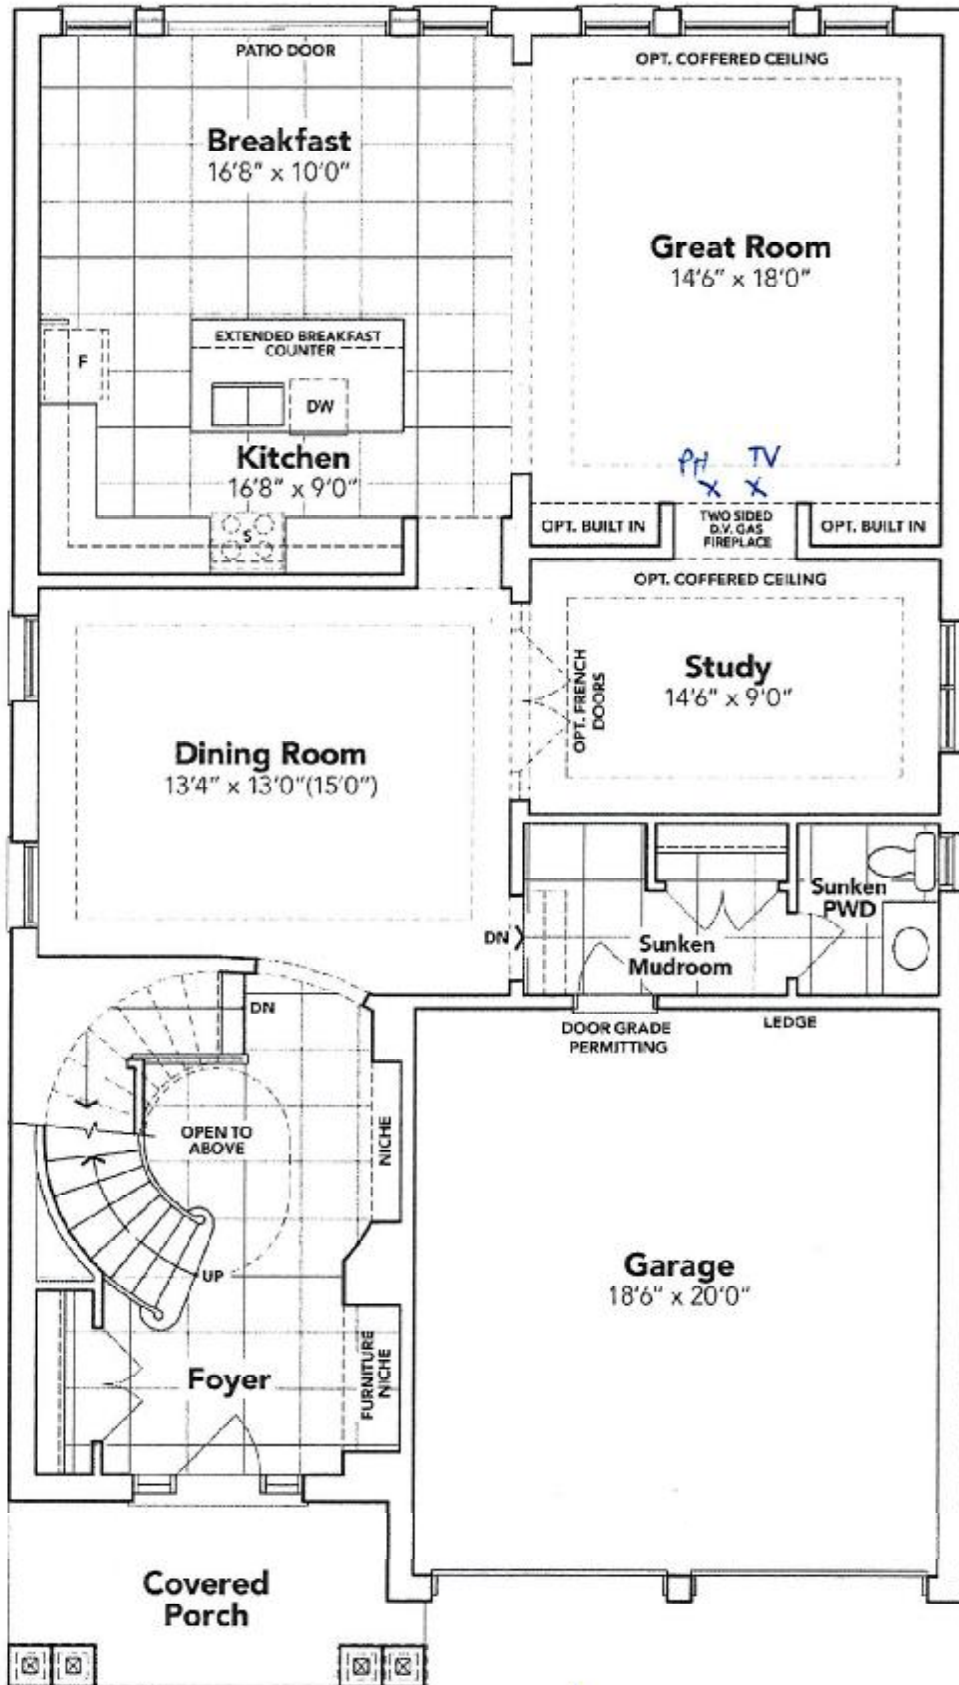 PATIO DOOR
OPT. COFFERED CEILING
Breakfast
16'8" x 10'0"
Great Room
14'6" x 18'0"
EXTENDED BREAKFAST
COUNTER
F
DW
Kitchen
16'8" x 9'0"
S
PH TV
X X
OPT. BUILT IN
TWO SIDED
D.V. GAS
FIREPLACE
OPT. BUILT IN
OPT. COFFERED CEILING
Study
14'6" x 9'0"
OPT. FRENCH
DOORS
Dining Room
13'4" x 13'0"(15'0")
Sunken
PWD
DN
Sunken
Mudroom
DN
DOOR GRADE
PERMITTING
LEDGE
OPEN TO
ABOVE
NICHE
UP
Garage
18'6" x 20'0"
Foyer
FURNITURE
NICHE
Covered
Porch